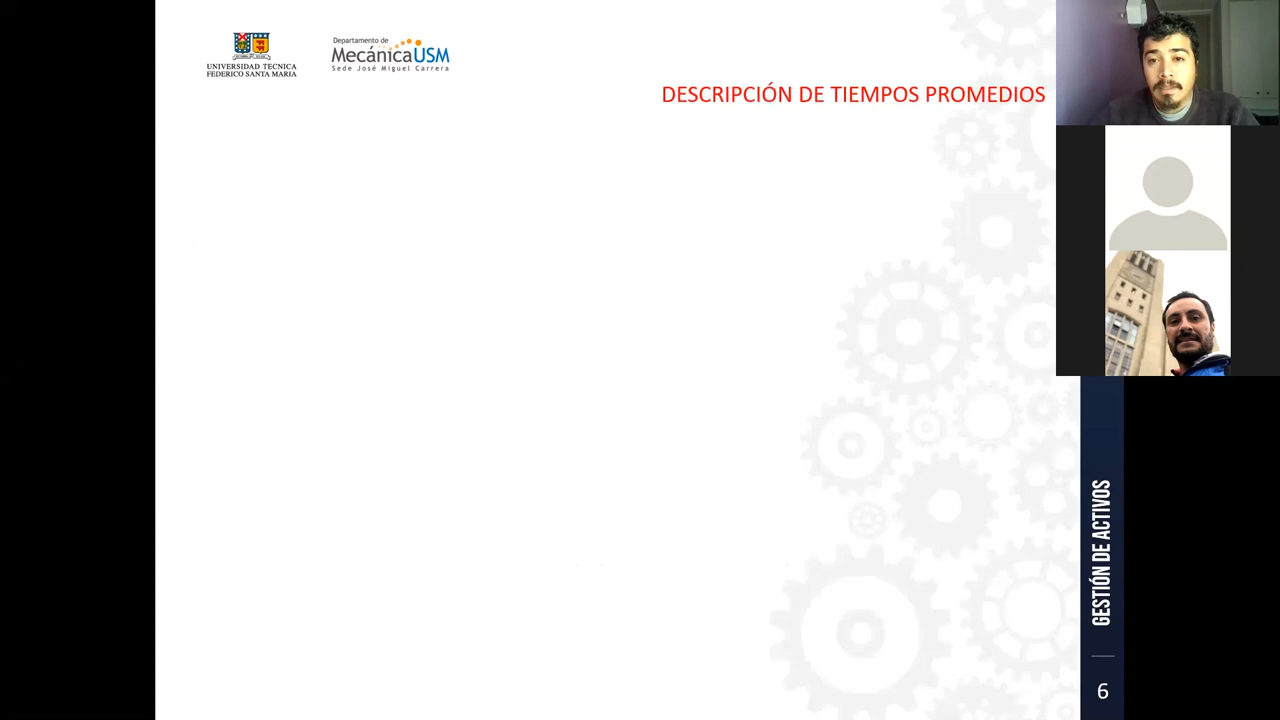 UNIVERSIDAD TECNICA
FEDERICO SANTA MARIA
Departamento de
MecánicaUSM
Sede José Miguel Carrera
DESCRIPCIÓN DE TIEMPOS PROMEDIOS
GESTIÓN DE ACTIVOS
6